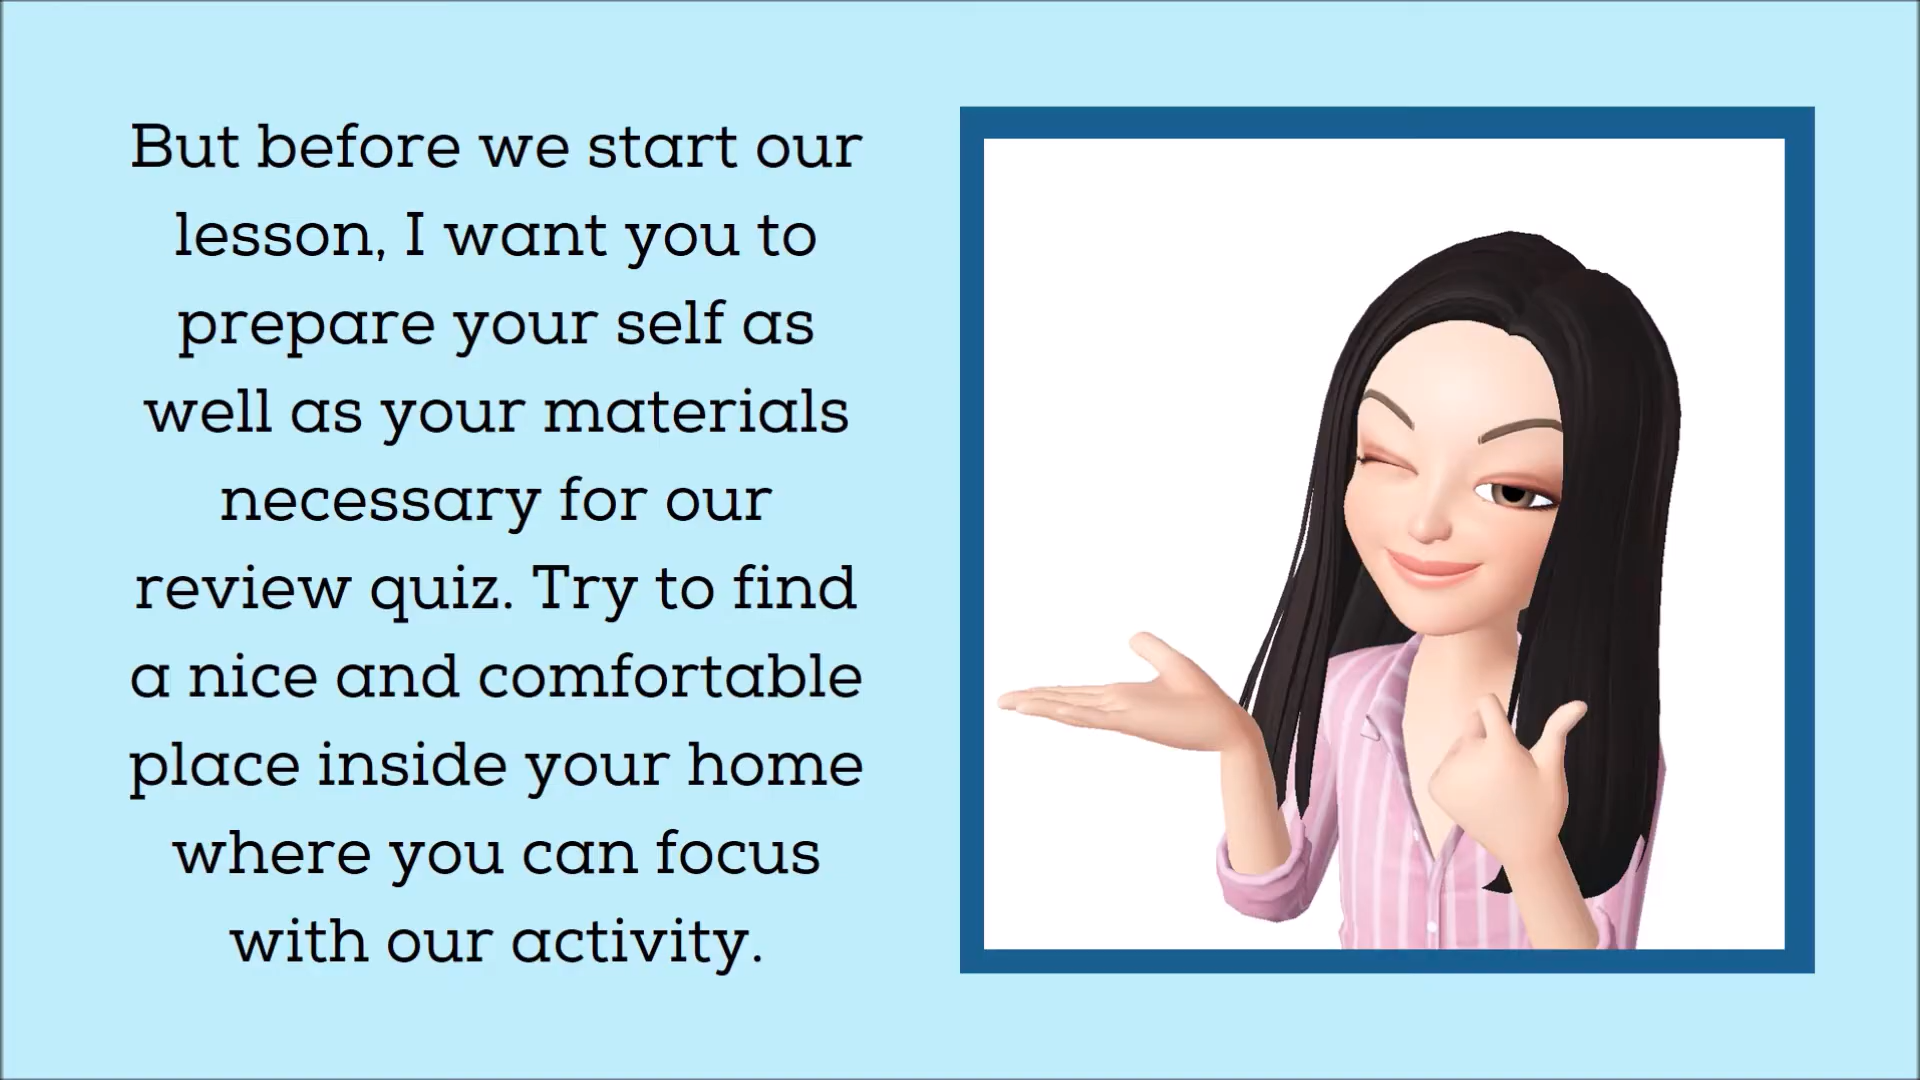 But before we start our
lesson, I want you to
prepare your self as
well as your materials
necessary for our
review quiz. Try to find
a nice and comfortable
place inside your home
where you can focus
with our activity.